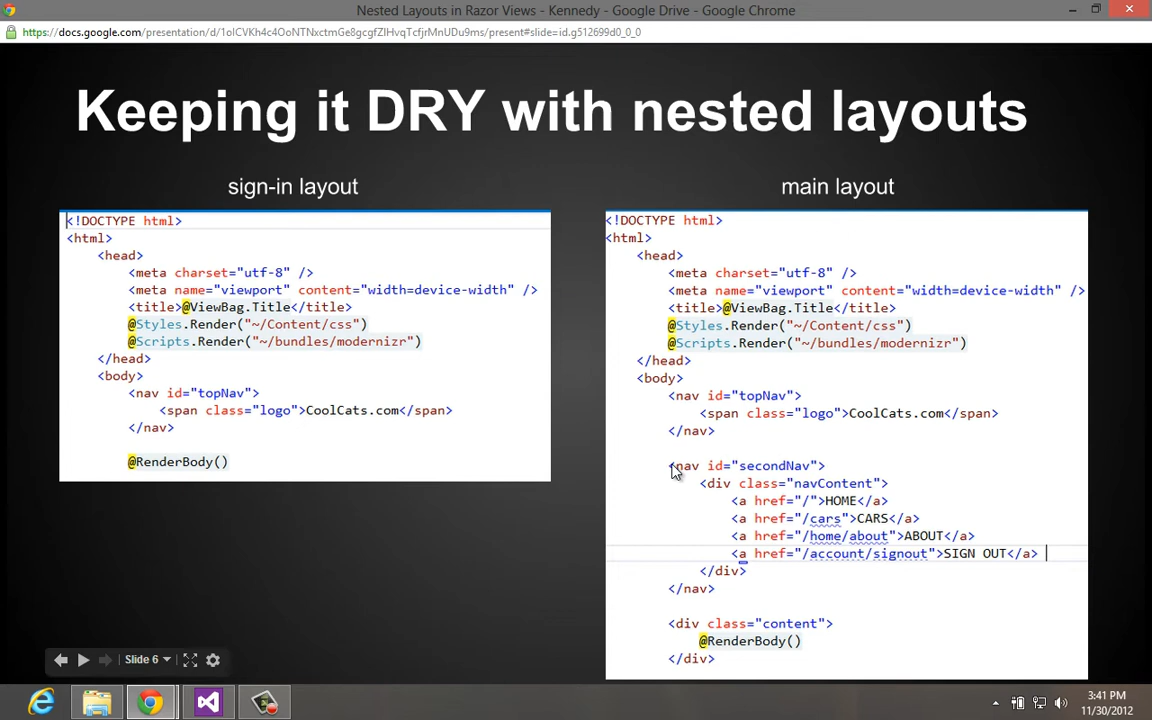 Nested Layouts in Razor Views - Kennedy - Google Drive - Google Chrome
https://docs.google.com/presentation/d/1olCVKh4c4OoNTNxctmGe8gcgfZIHvqTcfjrMnUDu9ms/present#slide=id.g512699d0_0_0
Keeping it DRY with nested layouts
sign-in layout
<!DOCTYPE html>
<html>
<head>
<meta charset="utf-8" />
<meta name="viewport" content="width=device-width" />
<title>@ViewBag.Title</title>
@Styles.Render("~/Content/css")
@Scripts.Render("~/bundles/modernizr")
</head>
<body>
<nav id="topNav">
<span class="logo">CoolCats.com</span>
</nav>
@RenderBody()
main layout
<!DOCTYPE html>
<html>
<head>
<meta charset="utf-8" />
<meta name="viewport" content="width=device-width" />
<title>@ViewBag.Title</title>
@Styles.Render("~/Content/css")
@Scripts.Render("~/bundles/modernizr")
</head>
<body>
<nav id="topNav">
<span class="logo">CoolCats.com</span>
</nav>
<nav id="secondNav">
<div class="navContent">
<a href="/">HOME</a>
<a href="/cars">CARS</a>
<a href="/home/about">ABOUT</a>
<a href="/account/signout">SIGN OUT</a>
</div>
</nav>
<div class="content">
@RenderBody()
</div>
Slide 6
3:41 PM
11/30/2012